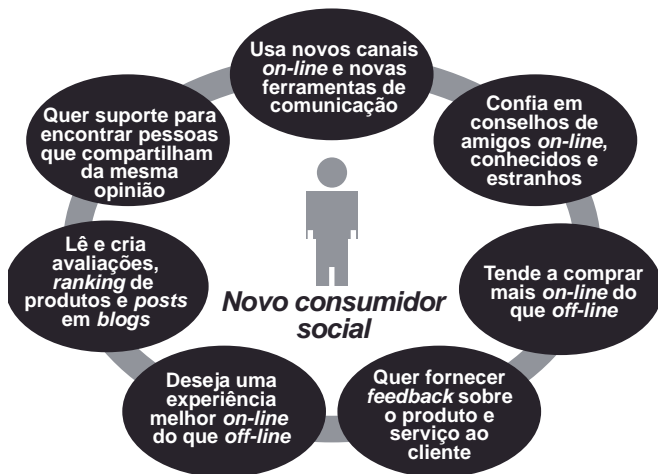 Usa novos canais
on-line e novas
ferramentas de
comunicação
Confia em
conselhos de
amigos on-line,
conhecidos e
estranhos
Tende a comprar
mais on-line do
que off-line
Quer fornecer
feedback sobre
o produto e
serviço ao
cliente
Deseja uma
experiência
melhor on-line
do que off-line
Lê e cria
avaliações,
ranking de
produtos e posts
em blogs
Quer suporte para
encontrar pessoas
que compartilham
da mesma
opinião
Novo consumidor
social